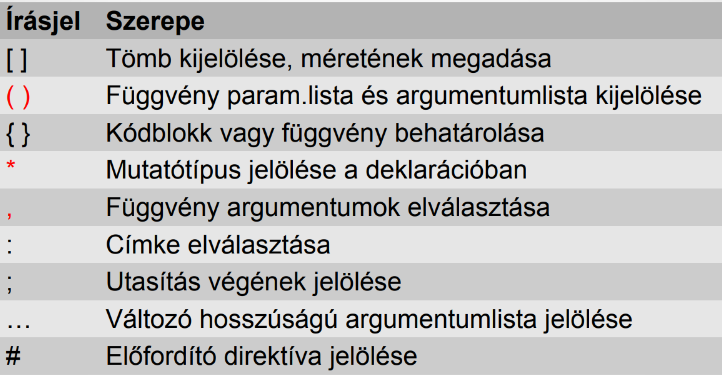 Írásjel Szerepe
[ ] Tömb kijelölése, méretének megadása
( ) Függvény param.lista és argumentumlista kijelölése
{ } Kódblokk vagy függvény behatárolása
* Mutatótípus jelölése a deklarációban
, Függvény argumentumok elválasztása
: Címke elválasztása
; Utasítás végének jelölése
… Változó hosszúságú argumentumlista jelölése
# Előfordító direktíva jelölése